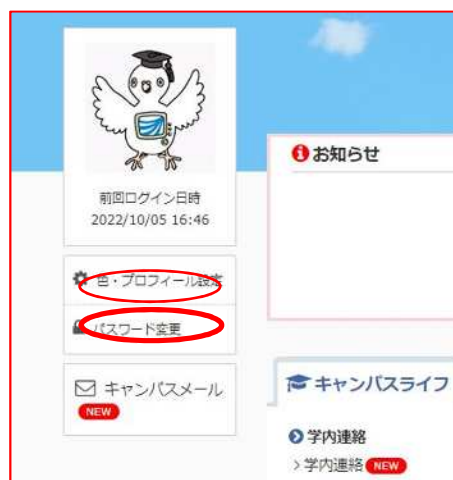 お知らせ
前回ログイン日時
2022/10/05 16:46
色・プロフィール設定
パスワード変更
キャンパスメール
NEW
キャンパスライフ
学内連絡
> 学内連絡 NEW